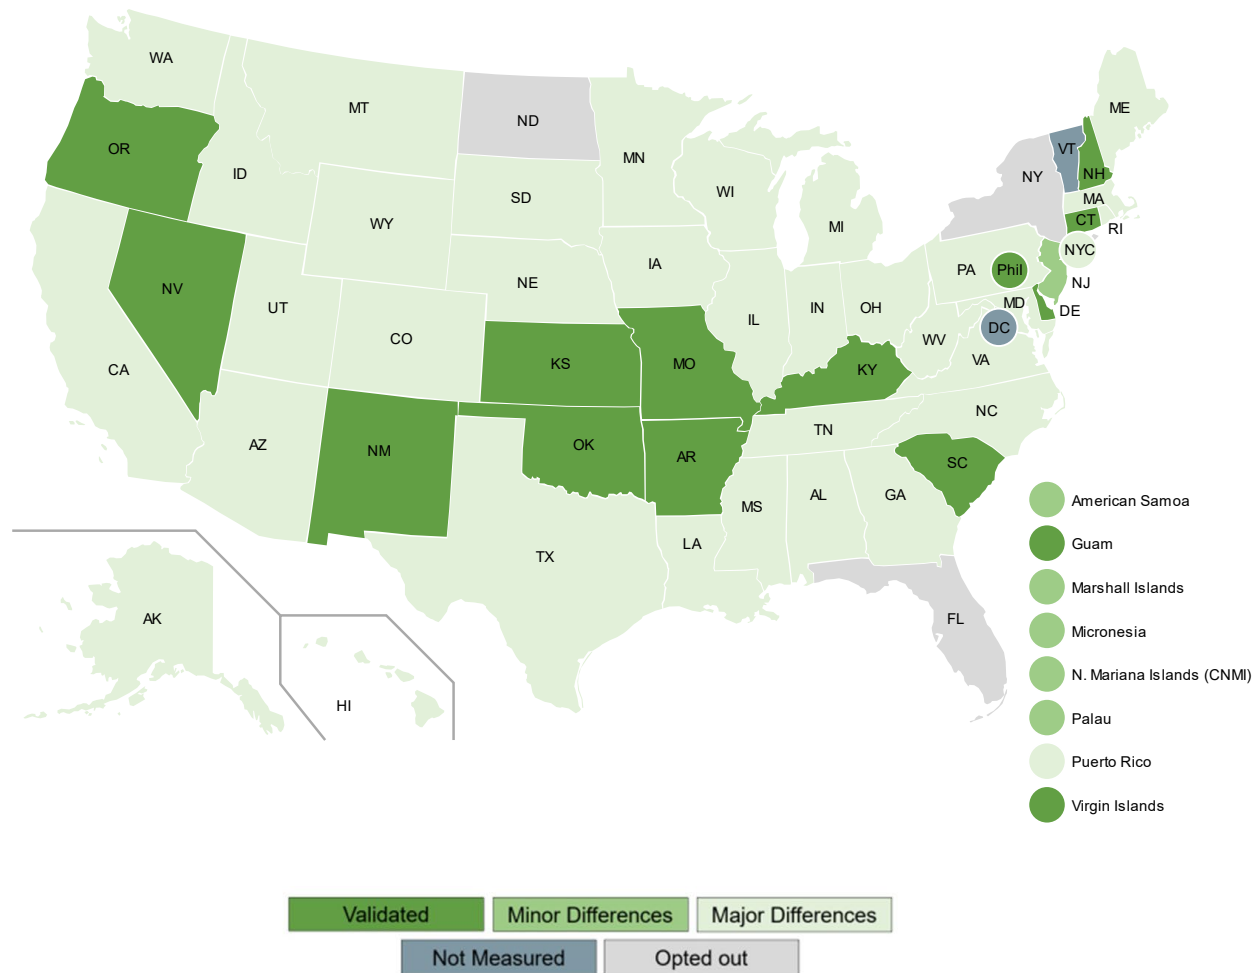 WA
MT
ND
ME
OR
ID
MN
VT
NH
NY
SD
WI
MA
WY
MI
CT
RI
NYC
IA
PA
Phil
NJ
NV
NE
UT
IN
OH
MD
DE
CO
IL
DC
WV
VA
CA
KS
MO
KY
NC
TN
AZ
NM
OK
AR
SC
MS
AL
GA
American Samoa
TX
LA
Guam
Marshall Islands
AK
FL
Micronesia
N. Mariana Islands (CNMI)
HI
Palau
Puerto Rico
Virgin Islands
Validated
Minor Differences
Major Differences
Not Measured
Opted out